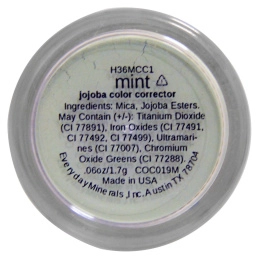 H36MCC1
mint
jojoba color corrector
Ingredients: Mica, Jojoba Esters.
May Contain (+/-): Titanium Dioxide
(CI 77891), Iron Oxides (CI 77491,
CI 77492, CI 77499), Ultramari-
nes (CI 77007), Chromium
Oxide Greens (CI 77288).
.06oz/1.7g COC019M
Made in USA
EverydayMinerals, Inc. Austin TX 78704